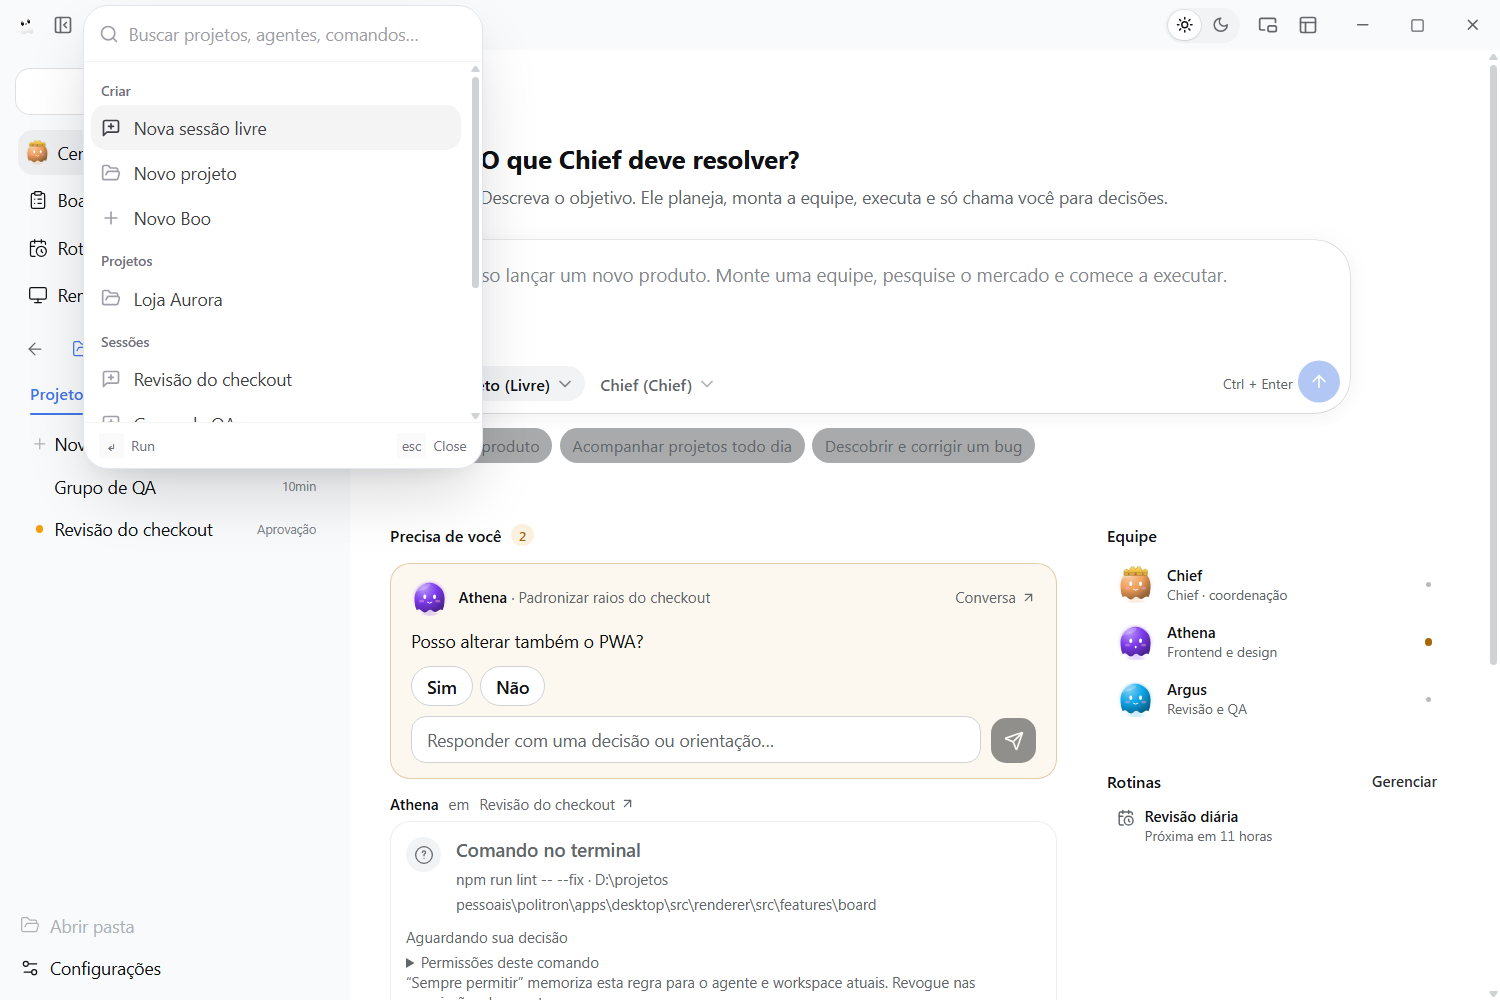 Buscar projetos, agentes, comandos...
Criar
Nova sessão livre
Novo projeto
Novo Boo
Projetos
Loja Aurora
Sessões
Revisão do checkout
Run
esc Close
Projeto
Grupo de QA 10min
Revisão do checkout Aprovação
Abrir pasta
Configurações
O que Chief deve resolver?
Descreva o objetivo. Ele planeja, monta a equipe, executa e só chama você para decisões.
so lançar um novo produto. Monte uma equipe, pesquise o mercado e comece a executar.
(Livre)
Chief (Chief)
Ctrl + Enter
produto
Acompanhar projetos todo dia
Descobrir e corrigir um bug
Precisa de você 2
Athena · Padronizar raios do checkout
Conversa
Posso alterar também o PWA?
Sim
Não
Responder com uma decisão ou orientação...
Athena em Revisão do checkout
Comando no terminal
npm run lint -- --fix · D:\projetos
pessoais\politron\apps\desktop\src\renderer\src\features\board
Aguardando sua decisão
Permissões deste comando
“Sempre permitir” memoriza esta regra para o agente e workspace atuais. Revogue nas
Equipe
Chief
Chief · coordenação
Athena
Frontend e design
Argus
Revisão e QA
Rotinas
Gerenciar
Revisão diária
Próxima em 11 horas